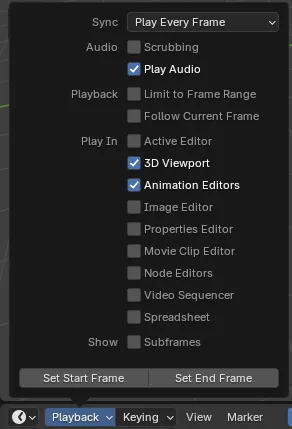 Sync Play Every Frame
Audio Scrubbing
Play Audio
Playback Limit to Frame Range
Follow Current Frame
Play In Active Editor
3D Viewport
Animation Editors
Image Editor
Properties Editor
Movie Clip Editor
Node Editors
Video Sequencer
Spreadsheet
Show Subframes
Set Start Frame Set End Frame
Playback Keying View Marker